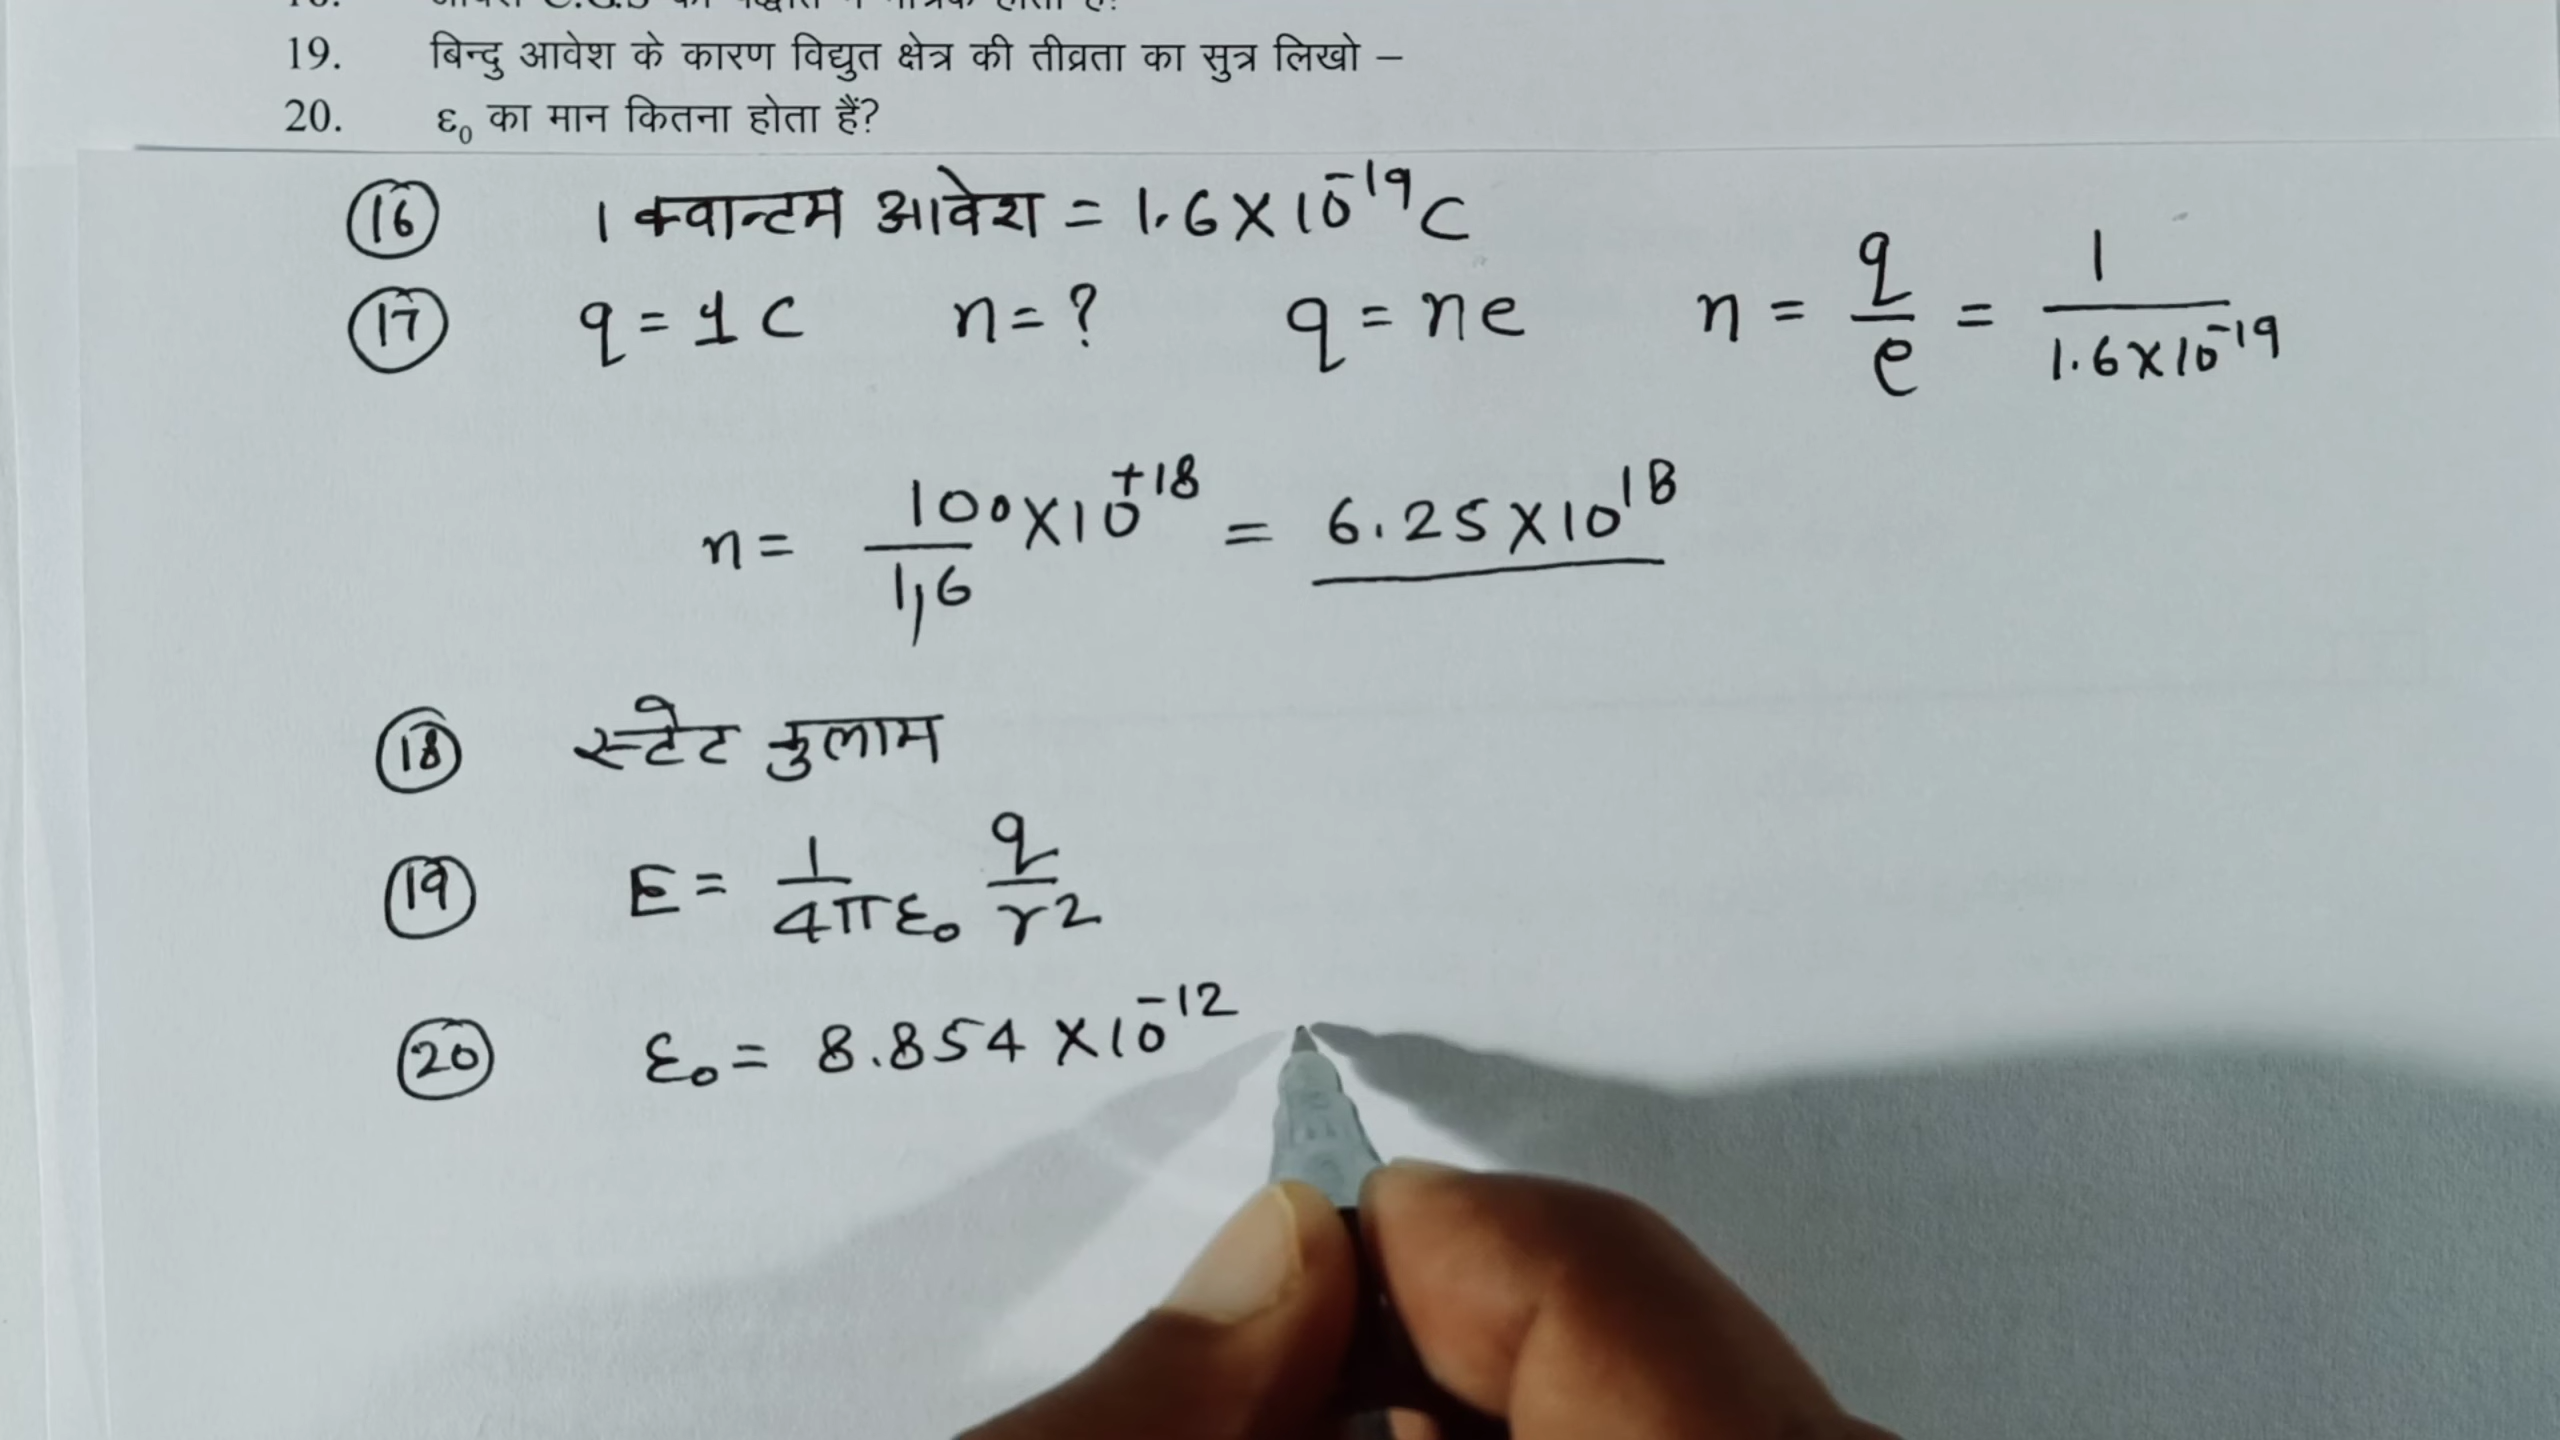 19. बिन्दु आवेश के कारण विद्युत क्षेत्र की तीव्रता का सुत्र लिखो –
20. ε₀ का मान कितना होता हैं?
(16) 1 क्वान्टम आवेश = 1.6 × 10⁻¹⁹ C
(17) q = 1 C n = ? q = ne n = q/e = 1/(1.6×10⁻¹⁹)
n = 100/1,6 × 10⁺¹⁸ = 6.25 × 10¹⁸
(18) स्टेट कुलाम
(19) E = 1/(4πε₀) q/r²
(20) ε₀ = 8.854 × 10⁻¹²